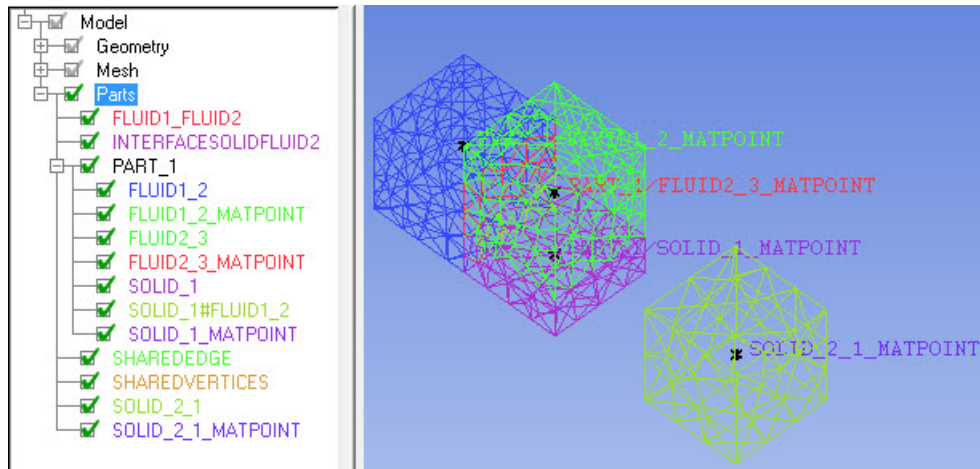 Model
Geometry
Mesh
Parts
FLUID1_FLUID2
INTERFACESOLIDFLUID2
PART_1
FLUID1_2
FLUID1_2_MATPOINT
FLUID2_3
FLUID2_3_MATPOINT
SOLID_1
SOLID_1#FLUID1_2
SOLID_1_MATPOINT
SHAREDEDGE
SHAREDVERTICES
SOLID_2_1
SOLID_2_1_MATPOINT
1_2_MATPOINT
PART_1/FLUID2_3_MATPOINT
/SOLID_1_MATPOINT
SOLID_2_1_MATPOINT